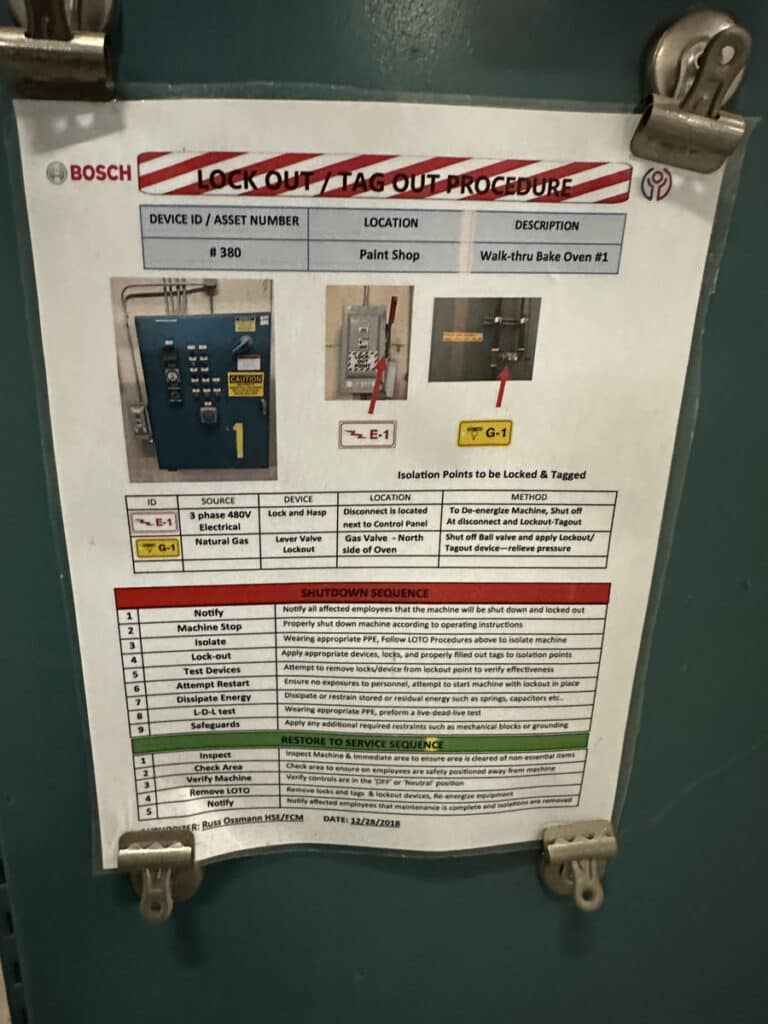 BOSCH
LOCK OUT / TAG OUT PROCEDURE
DEVICE ID / ASSET NUMBER LOCATION DESCRIPTION
# 380 Paint Shop Walk-thru Bake Oven #1
CAUTION
1
E-1
G-1
Isolation Points to be Locked & Tagged
ID SOURCE DEVICE LOCATION METHOD
E-1 3 phase 480V Electrical Lock and Hasp Disconnect is located next to Control Panel To De-energize Machine, Shut off At disconnect and Lockout-Tagout
G-1 Natural Gas Lever Valve Lockout Gas Valve - North side of Oven Shut off Ball valve and apply Lockout/ Tagout device—relieve pressure
SHUTDOWN SEQUENCE
1 Notify Notify all affected employees that the machine will be shut down and locked out
2 Machine Stop Properly shut down machine according to operating instructions
3 Isolate Wearing appropriate PPE, Follow LOTO Procedures above to isolate machine
4 Lock-out Apply appropriate devices, locks, and properly filled out tags to isolation points
5 Test Devices Attempt to remove locks/device from lockout point to verify effectiveness
6 Attempt Restart Ensure no exposures to personnel, attempt to start machine with lockout in place
7 Dissipate Energy Dissipate or restrain stored or residual energy such as springs, capacitors etc..
8 L-D-L test Wearing appropriate PPE, preform a live-dead-live test
9 Safeguards Apply any additional required restraints such as mechanical blocks or grounding
RESTORE TO SERVICE SEQUENCE
1 Inspect Inspect Machine & immediate area to ensure area is cleared of non-essential items
2 Check Area Check area to ensure on employees are safety positioned away from machine
3 Verify Machine Verify controls are in the 'OFF' or 'Neutral' position
4 Remove LOTO Remove locks and tags & lockout devices, Re-energize equipment
5 Notify Notify affected employees that maintenance is complete and isolations are removed
Russ Ossmann HSE/FCM DATE: 12/28/2018